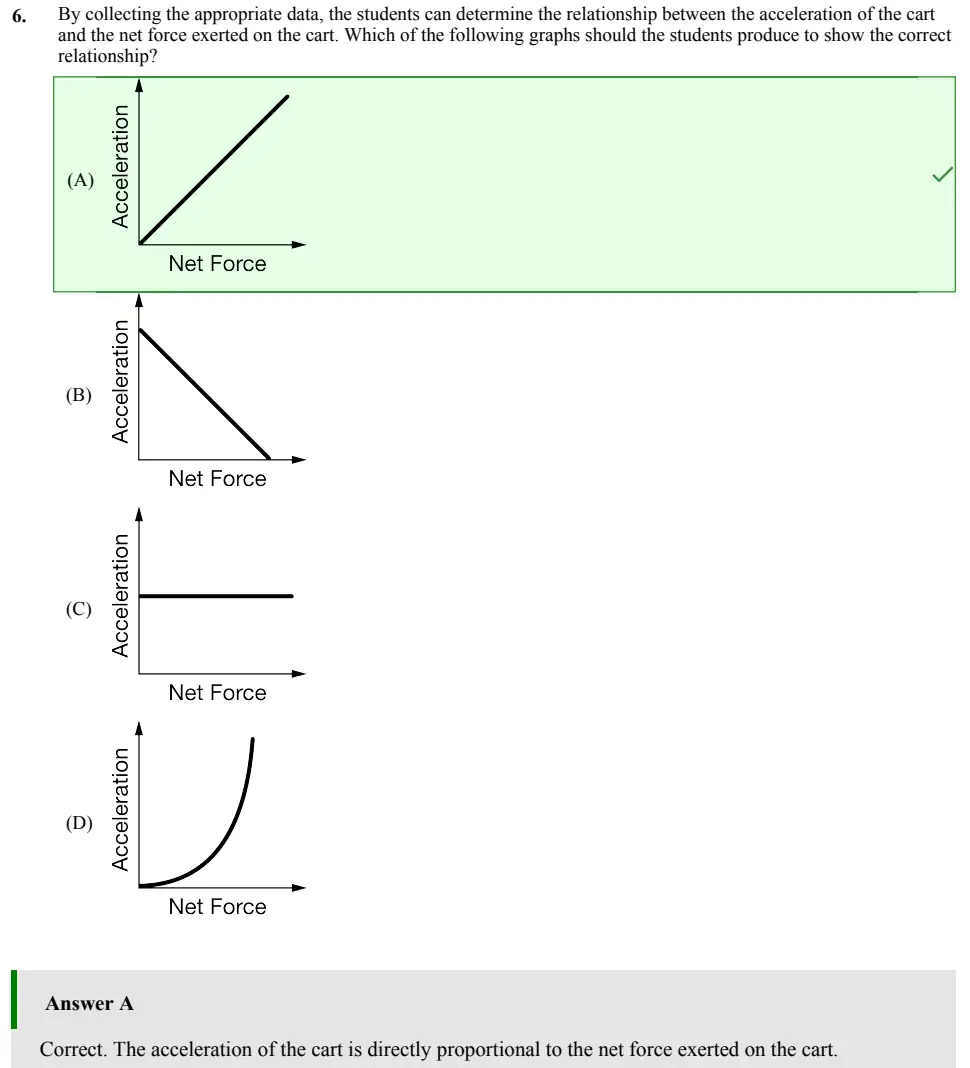 6. By collecting the appropriate data, the students can determine the relationship between the acceleration of the cart
and the net force exerted on the cart. Which of the following graphs should the students produce to show the correct
relationship?
(A)
Acceleration
Net Force
(B)
Acceleration
Net Force
(C)
Acceleration
Net Force
(D)
Acceleration
Net Force
Answer A
Correct. The acceleration of the cart is directly proportional to the net force exerted on the cart.